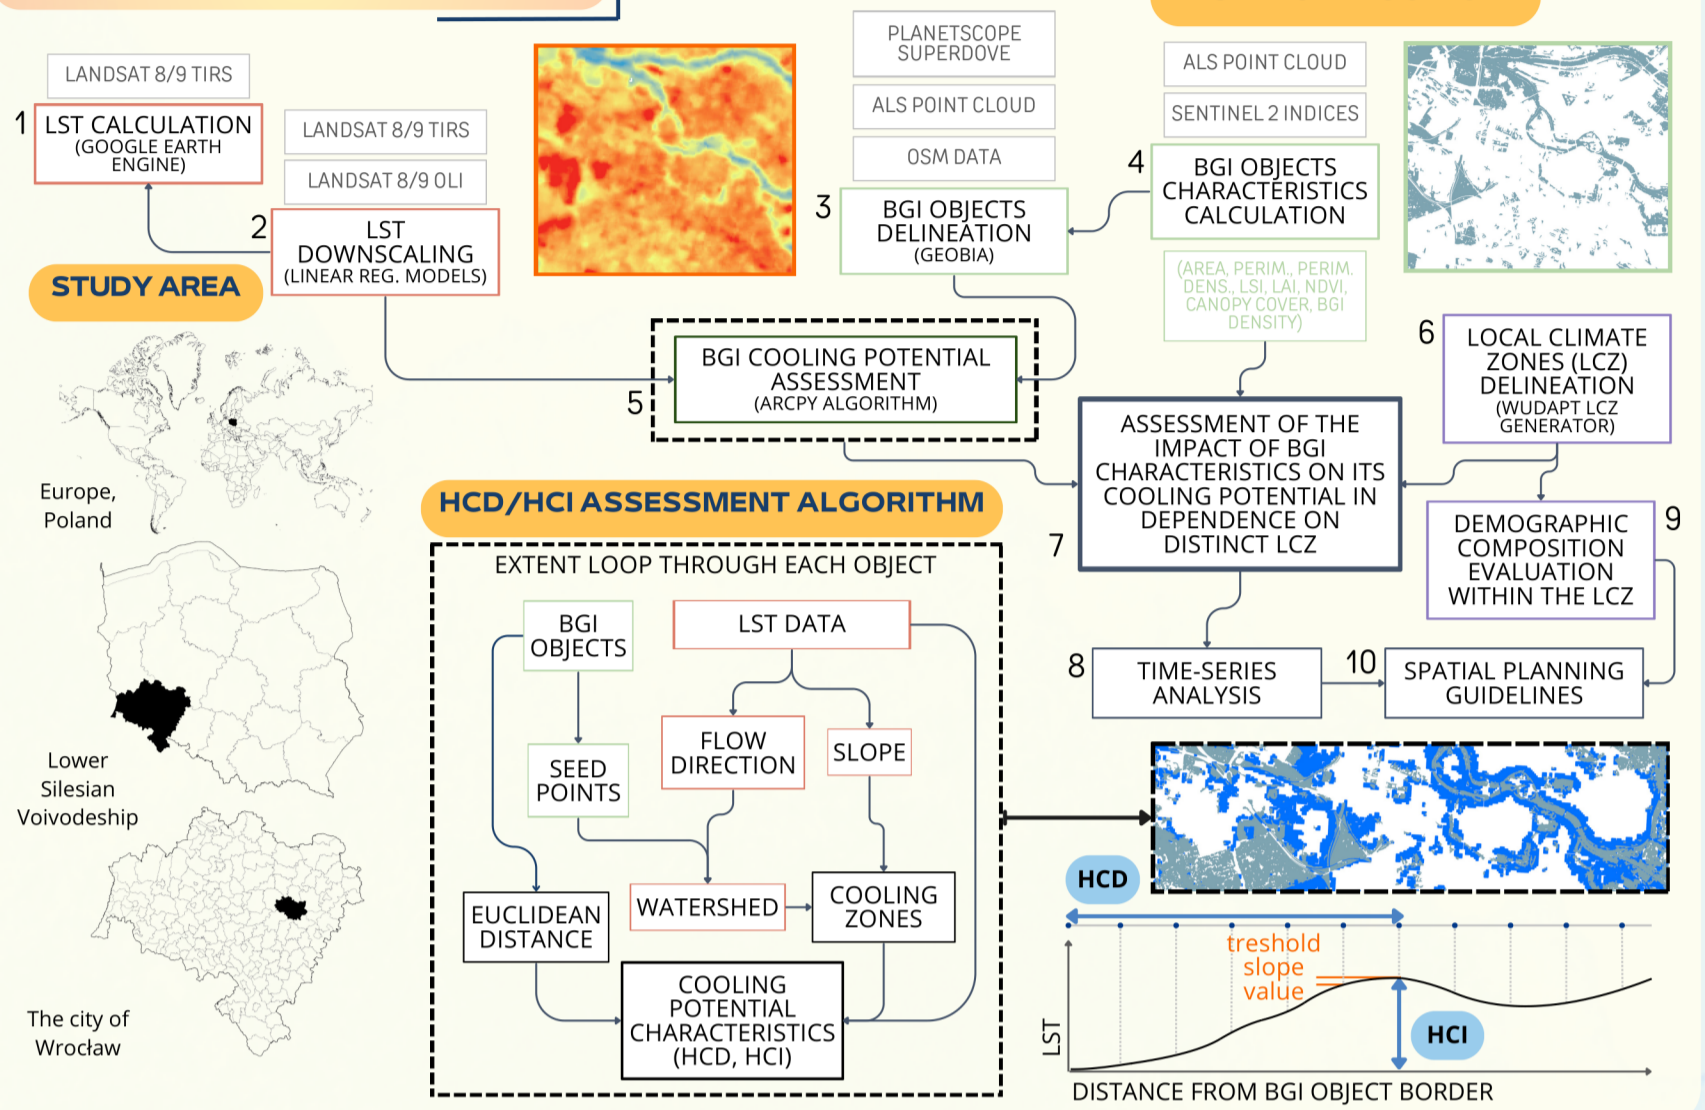 LANDSAT 8/9 TIRS
1
LST CALCULATION
(GOOGLE EARTH
ENGINE)
LANDSAT 8/9 TIRS
LANDSAT 8/9 OLI
2
LST
DOWNSCALING
(LINEAR REG. MODELS)
PLANETSCOPE
SUPERDOVE
ALS POINT CLOUD
OSM DATA
3
BGI OBJECTS
DELINEATION
(GEOBIA)
ALS POINT CLOUD
SENTINEL 2 INDICES
4
BGI OBJECTS
CHARACTERISTICS
CALCULATION
(AREA, PERIM., PERIM.
DENS., LSI, LAI, NDVI,
CANOPY COVER, BGI
DENSITY)
5
BGI COOLING POTENTIAL
ASSESSMENT
(ARCPY ALGORITHM)
6
LOCAL CLIMATE
ZONES (LCZ)
DELINEATION
(WUDAPT LCZ
GENERATOR)
7
ASSESSMENT OF THE
IMPACT OF BGI
CHARACTERISTICS ON ITS
COOLING POTENTIAL IN
DEPENDENCE ON
DISTINCT LCZ
9
DEMOGRAPHIC
COMPOSITION
EVALUATION
WITHIN THE LCZ
8
TIME-SERIES
ANALYSIS
10
SPATIAL PLANNING
GUIDELINES
STUDY AREA
Europe,
Poland
Lower
Silesian
Voivodeship
The city of
Wrocław
HCD/HCI ASSESSMENT ALGORITHM
EXTENT LOOP THROUGH EACH OBJECT
BGI
OBJECTS
LST DATA
SEED
POINTS
FLOW
DIRECTION
SLOPE
EUCLIDEAN
DISTANCE
WATERSHED
COOLING
ZONES
COOLING
POTENTIAL
CHARACTERISTICS
(HCD, HCI)
HCD
treshold
slope
value
LST
HCI
DISTANCE FROM BGI OBJECT BORDER